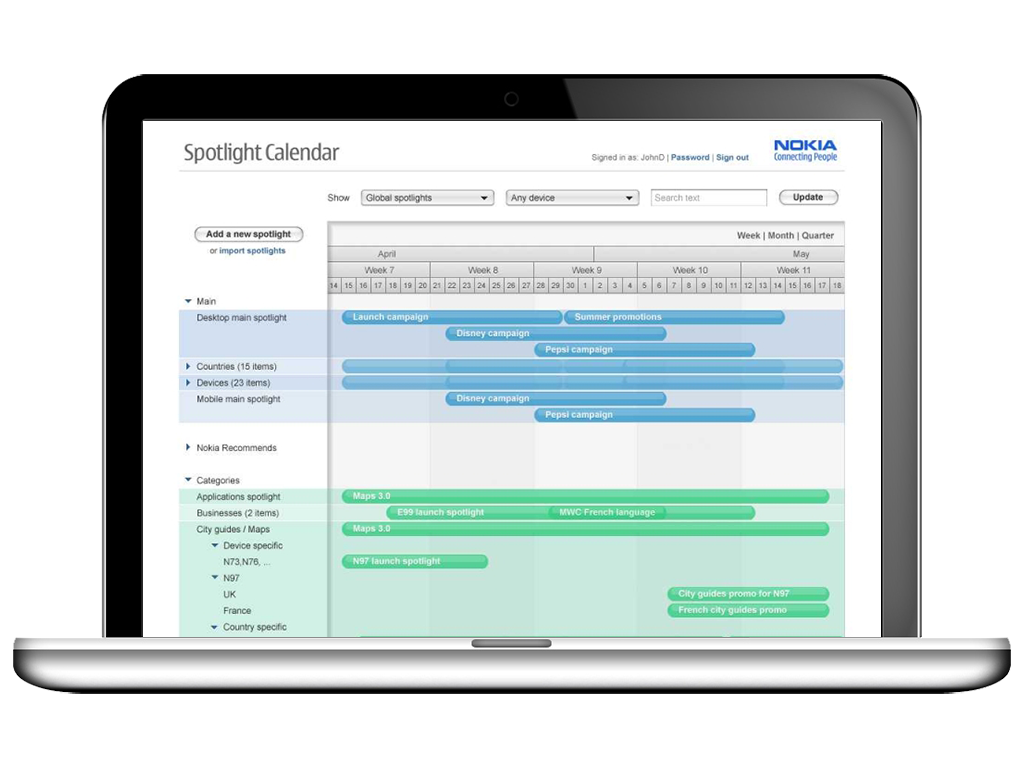 Spotlight Calendar
NOKIA
Connecting People
Signed in as: JohnD | Password | Sign out
Show Global spotlights Any device Search text Update
Add a new spotlight
or import spotlights
Week | Month | Quarter
April May
Week 7 Week 8 Week 9 Week 10 Week 11
14 15 16 17 18 19 20 21 22 23 24 25 26 27 28 29 30 1 2 3 4 5 6 7 8 9 10 11 12 13 14 15 16 17 18
Main
Desktop main spotlight Launch campaign Summer promotions
Disney campaign
Pepsi campaign
Countries (15 items)
Devices (23 items)
Mobile main spotlight Disney campaign
Pepsi campaign
Nokia Recommends
Categories
Applications spotlight Maps 3.0
Businesses (2 items) E99 launch spotlight MWC French language
City guides / Maps Maps 3.0
Device specific
N73,N76, ... N97 launch spotlight
N97
UK City guides promo for N97
France French city guides promo
Country specific